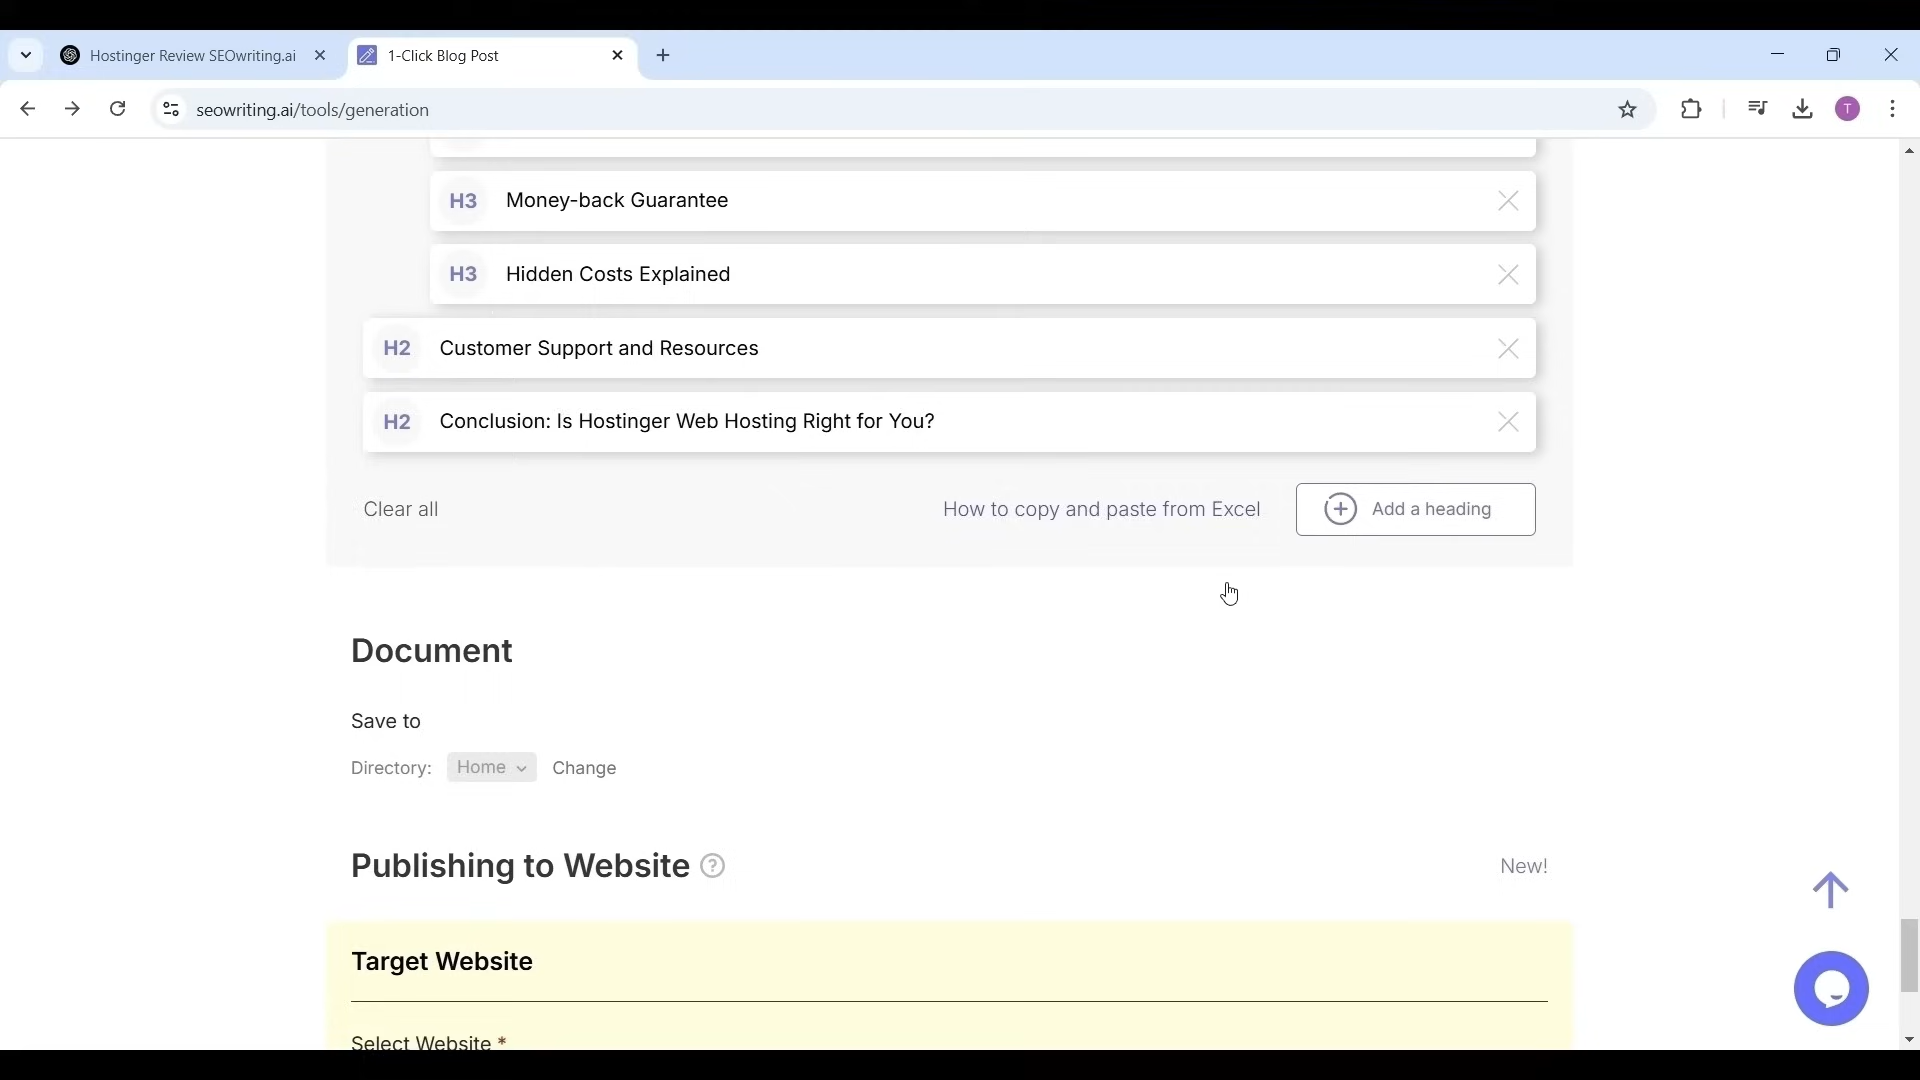 Hostinger Review SEOwriting.ai
1-Click Blog Post
seowriting.ai/tools/generation
T
H3 Money-back Guarantee
H3 Hidden Costs Explained
H2 Customer Support and Resources
H2 Conclusion: Is Hostinger Web Hosting Right for You?
Clear all
How to copy and paste from Excel
Add a heading
Document
Save to
Directory: Home Change
Publishing to Website ?
New!
Target Website
Select Website *